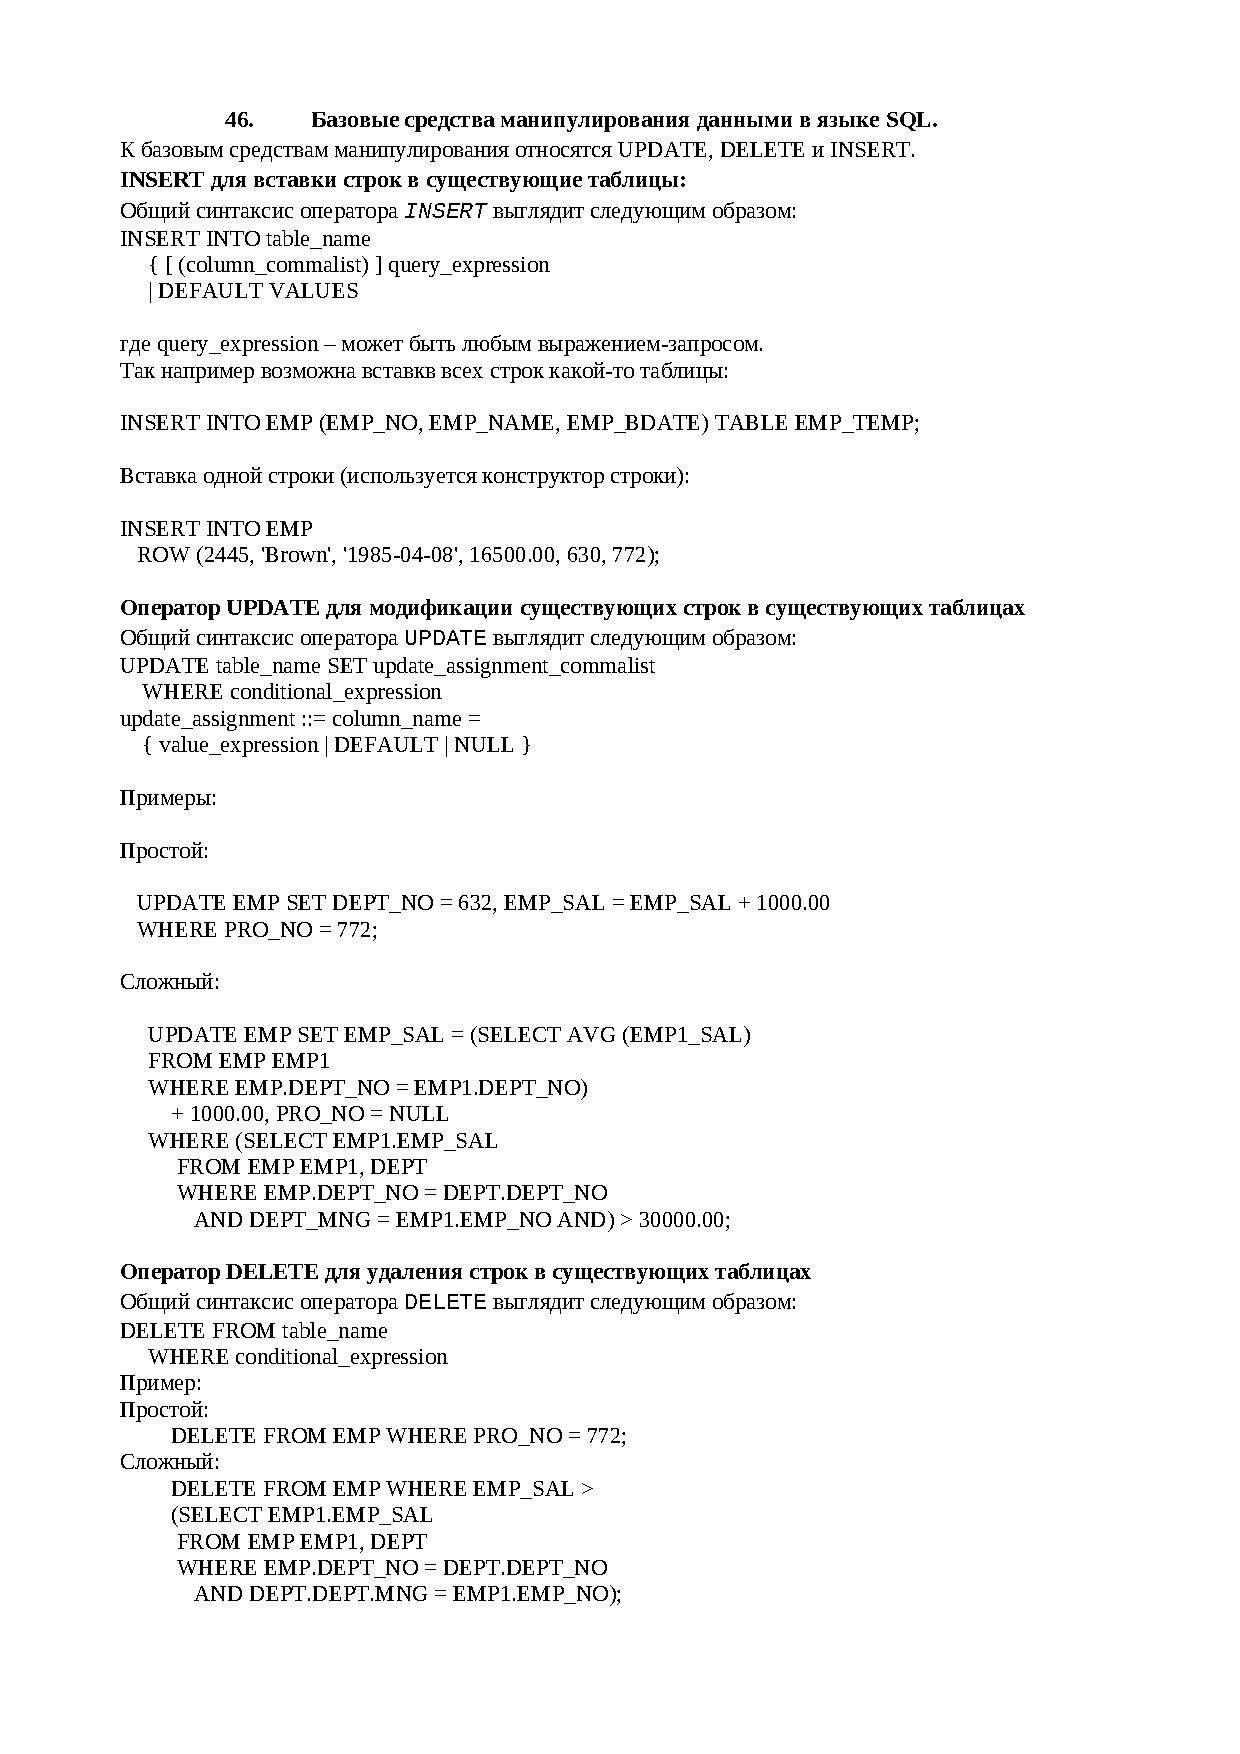 46. Базовые средства манипулирования данными в языке SQL.
К базовым средствам манипулирования относятся UPDATE, DELETE и INSERT.
INSERT для вставки строк в существующие таблицы:
Общий синтаксис оператора INSERT выглядит следующим образом:
INSERT INTO table_name
{ [ (column_commalist) ] query_expression
| DEFAULT VALUES
где query_expression – может быть любым выражением-запросом.
Так например возможна вставкв всех строк какой-то таблицы:
INSERT INTO EMP (EMP_NO, EMP_NAME, EMP_BDATE) TABLE EMP_TEMP;
Вставка одной строки (используется конструктор строки):
INSERT INTO EMP
ROW (2445, 'Brown', '1985-04-08', 16500.00, 630, 772);
Оператор UPDATE для модификации существующих строк в существующих таблицах
Общий синтаксис оператора UPDATE выглядит следующим образом:
UPDATE table_name SET update_assignment_commalist
WHERE conditional_expression
update_assignment ::= column_name =
{ value_expression | DEFAULT | NULL }
Примеры:
Простой:
UPDATE EMP SET DEPT_NO = 632, EMP_SAL = EMP_SAL + 1000.00
WHERE PRO_NO = 772;
Сложный:
UPDATE EMP SET EMP_SAL = (SELECT AVG (EMP1_SAL)
FROM EMP EMP1
WHERE EMP.DEPT_NO = EMP1.DEPT_NO)
+ 1000.00, PRO_NO = NULL
WHERE (SELECT EMP1.EMP_SAL
FROM EMP EMP1, DEPT
WHERE EMP.DEPT_NO = DEPT.DEPT_NO
AND DEPT_MNG = EMP1.EMP_NO AND) > 30000.00;
Оператор DELETE для удаления строк в существующих таблицах
Общий синтаксис оператора DELETE выглядит следующим образом:
DELETE FROM table_name
WHERE conditional_expression
Пример:
Простой:
DELETE FROM EMP WHERE PRO_NO = 772;
Сложный:
DELETE FROM EMP WHERE EMP_SAL >
(SELECT EMP1.EMP_SAL
FROM EMP EMP1, DEPT
WHERE EMP.DEPT_NO = DEPT.DEPT_NO
AND DEPT.DEPT.MNG = EMP1.EMP_NO);